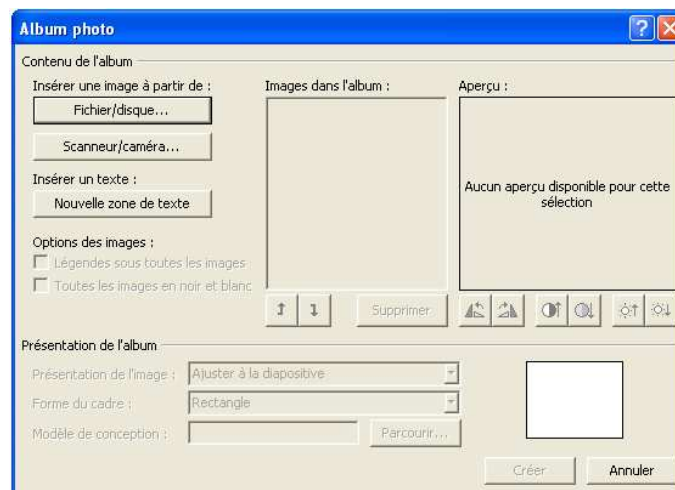 Album photo
Contenu de l'album
Insérer une image à partir de :
Fichier/disque...
Scanneur/caméra...
Insérer un texte :
Nouvelle zone de texte
Options des images :
Légendes sous toutes les images
Toutes les images en noir et blanc
Images dans l'album :
Supprimer
Aperçu :
Aucun aperçu disponible pour cette
sélection
Présentation de l'album
Présentation de l'image : Ajuster à la diapositive
Forme du cadre : Rectangle
Modèle de conception : Parcourir...
Créer Annuler